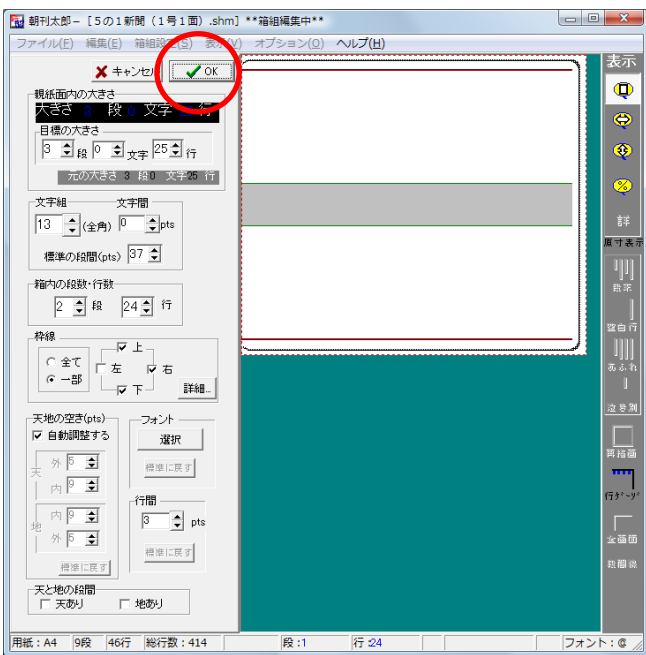 朝刊太郎－［５の１新聞（１号１面）.shm］**箱組編集中**
ファイル(F) 編集(E) 箱組設定(S) 表示(V) オプション(O) ヘルプ(H)
キャンセル OK
親紙面内の大きさ
大きさ 3 段 0 文字 25 行
目標の大きさ
3 段 0 文字 25 行
元の大きさ 3 段0 文字25 行
文字組 文字間
13 (全角) 0 pts
標準の段間(pts) 37
箱内の段数・行数
2 段 24 行
枠線
全て
一部
上
左
右
下
詳細...
天地の空き(pts)
自動調整する
天
外 5
内 9
地
内 9
外 5
標準に戻す
フォント
選択
標準に戻す
行間
3 pts
標準に戻す
天と地の段間
天あり 地あり
表示
%
詳
原寸表示
段末
空白行
あふれ
泣き別
再描画
行ゲージ
全画面
段間線
用紙：A4 9段 46行 総行数：414 段 :1 行 :24 フォント：@